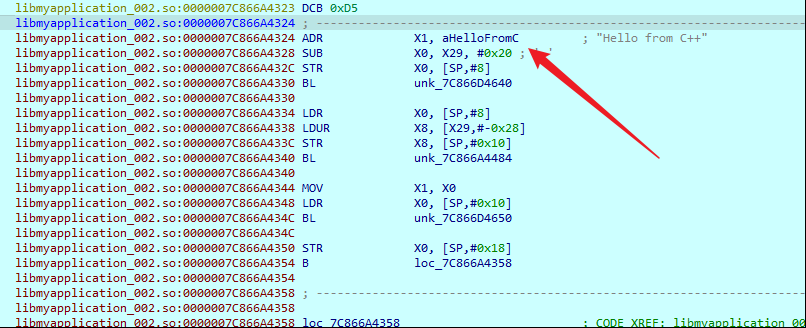 libmyapplication_002.so:0000007C866A4323 DCB 0xD5
libmyapplication_002.so:0000007C866A4324 ; ---------------------------------------------------------------------------
libmyapplication_002.so:0000007C866A4324 ADR X1, aHelloFromC ; "Hello from C++"
libmyapplication_002.so:0000007C866A4328 SUB X0, X29, #0x20 ; ' '
libmyapplication_002.so:0000007C866A432C STR X0, [SP,#8]
libmyapplication_002.so:0000007C866A4330 BL unk_7C866D4640
libmyapplication_002.so:0000007C866A4330
libmyapplication_002.so:0000007C866A4334 LDR X0, [SP,#8]
libmyapplication_002.so:0000007C866A4338 LDUR X8, [X29,#-0x28]
libmyapplication_002.so:0000007C866A433C STR X8, [SP,#0x10]
libmyapplication_002.so:0000007C866A4340 BL unk_7C866A4484
libmyapplication_002.so:0000007C866A4340
libmyapplication_002.so:0000007C866A4344 MOV X1, X0
libmyapplication_002.so:0000007C866A4348 LDR X0, [SP,#0x10]
libmyapplication_002.so:0000007C866A434C BL unk_7C866D4650
libmyapplication_002.so:0000007C866A434C
libmyapplication_002.so:0000007C866A4350 STR X0, [SP,#0x18]
libmyapplication_002.so:0000007C866A4354 B loc_7C866A4358
libmyapplication_002.so:0000007C866A4354
libmyapplication_002.so:0000007C866A4358 ; ---------------------------------------------------------------------------
libmyapplication_002.so:0000007C866A4358
libmyapplication_002.so:0000007C866A4358 loc_7C866A4358 ; CODE XREF: libmyapplication_00